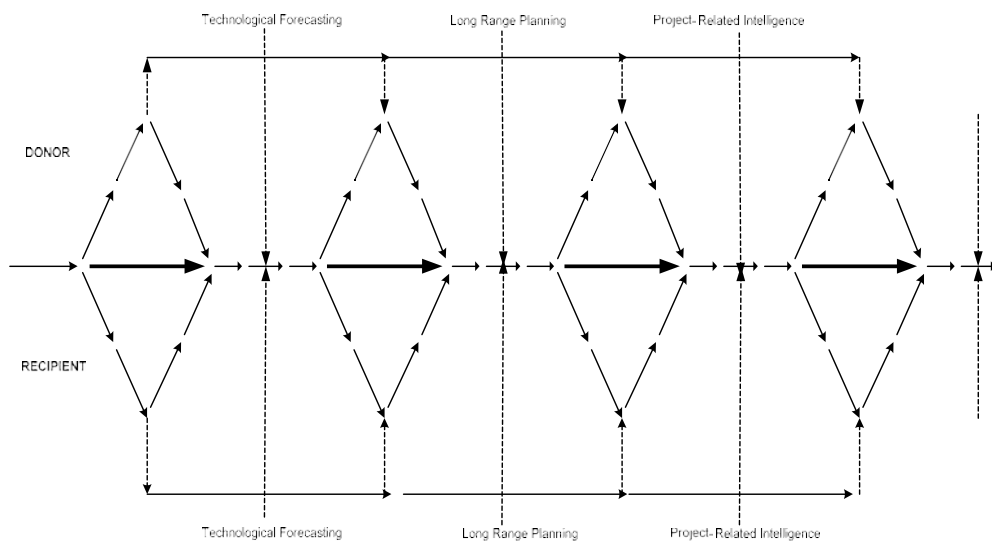 Technological Forecasting
Long Range Planning
Project-Related Intelligence
DONOR
RECIPIENT
Technological Forecasting
Long Range Planning
Project-Related Intelligence